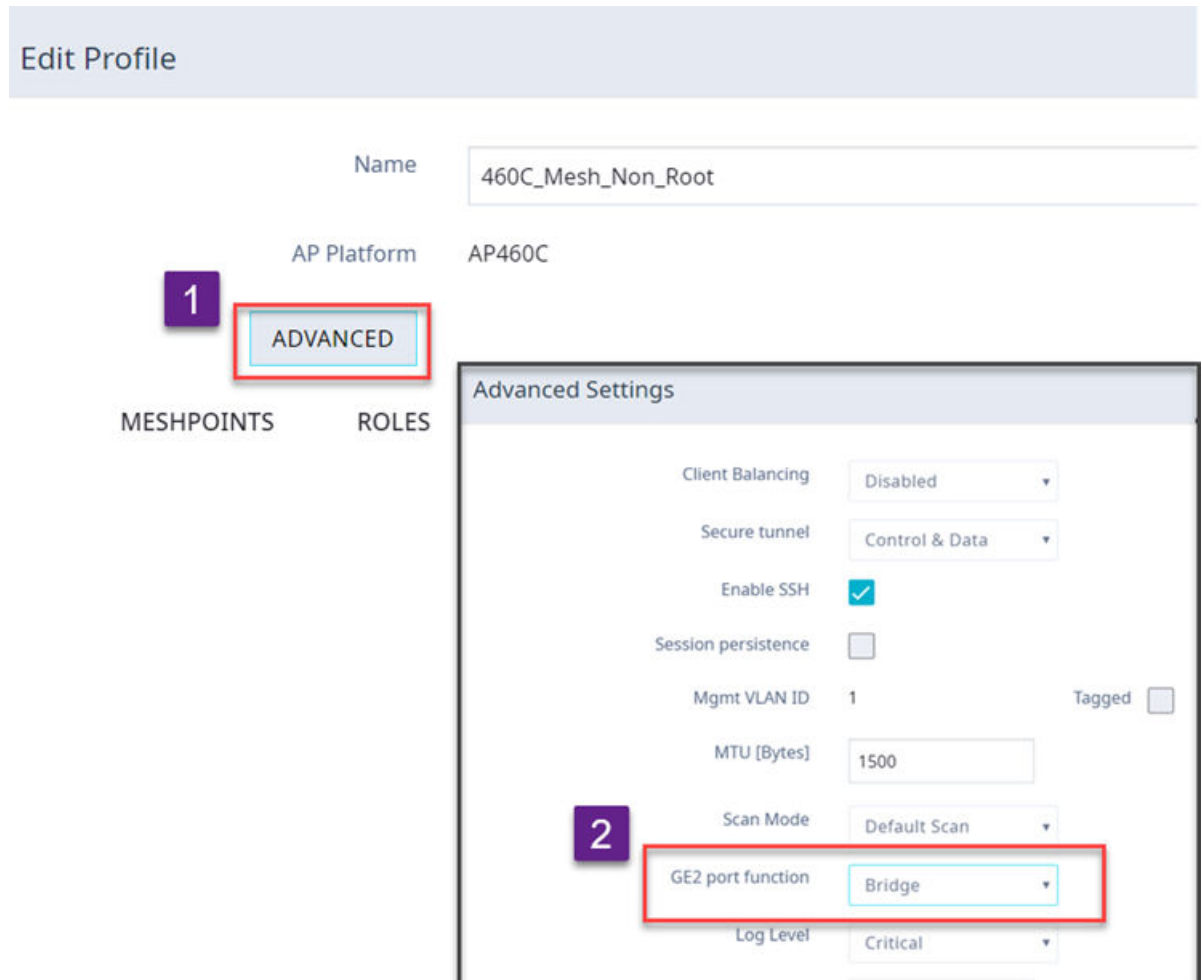 Edit Profile
Name 460C_Mesh_Non_Root
AP Platform AP460C
1
ADVANCED
MESHPOINTS ROLES
Advanced Settings
Client Balancing Disabled
Secure tunnel Control & Data
Enable SSH
Session persistence
Mgmt VLAN ID 1 Tagged
MTU [Bytes] 1500
Scan Mode Default Scan
2
GE2 port function Bridge
Log Level Critical